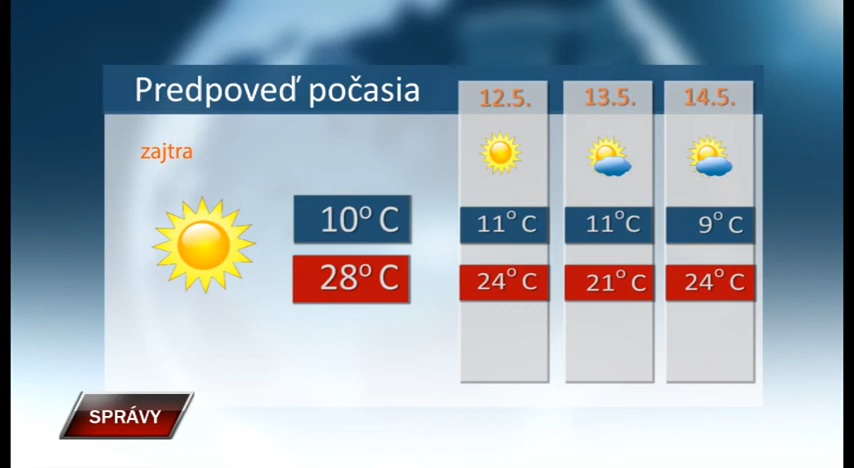 Predpoveď počasia
zajtra
10° C
28° C
12.5.
11° C
24° C
13.5.
11°C
21° C
14.5.
9° C
24° C
SPRÁVY